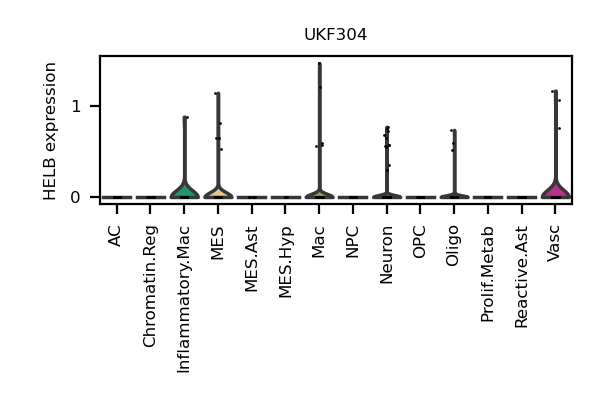 UKF304
HELB expression
1
0
AC
Chromatin.Reg
Inflammatory.Mac
MES
MES.Ast
MES.Hyp
Mac
NPC
Neuron
OPC
Oligo
Prolif.Metab
Reactive.Ast
Vasc